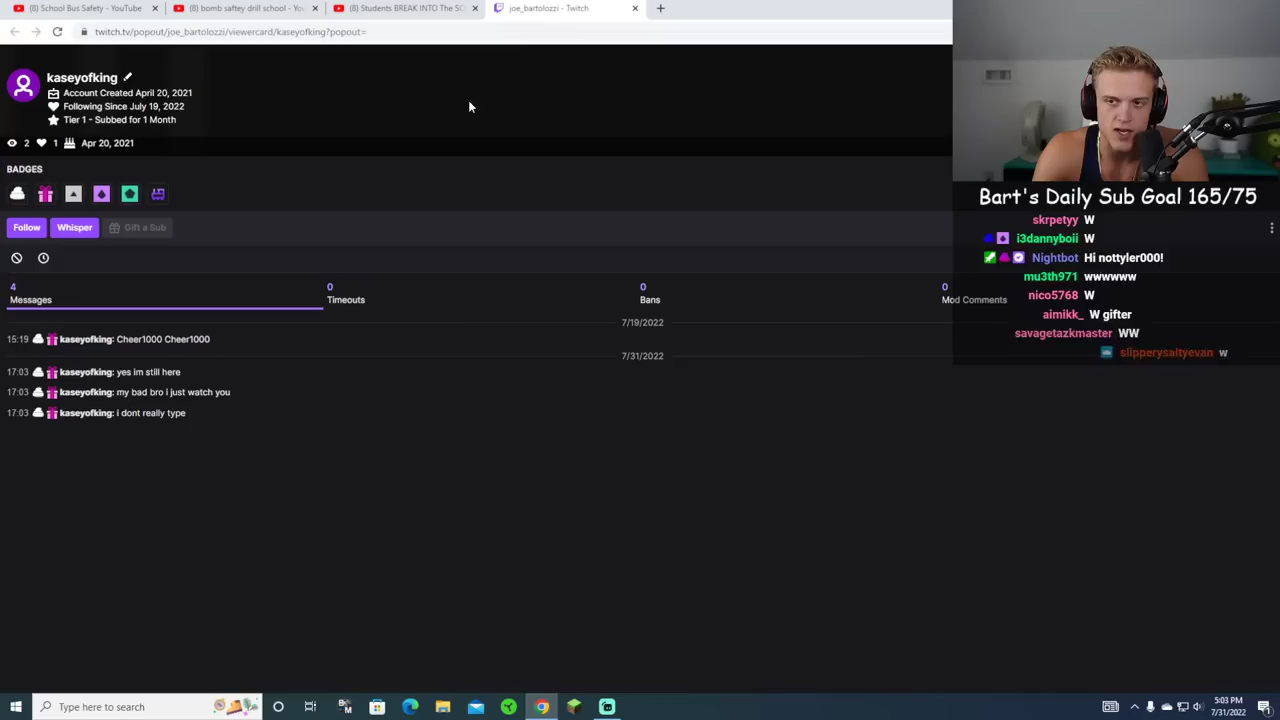 (8) School Bus Safety - YouTube
(8) bomb saftey drill school - You
(8) Students BREAK INTO The SC
joe_bartolozzi - Twitch
twitch.tv/popout/joe_bartolozzi/viewercard/kaseyofking?popout=
kaseyofking
Account Created April 20, 2021
Following Since July 19, 2022
Tier 1 - Subbed for 1 Month
2 1 Apr 20, 2021
BADGES
Follow Whisper Gift a Sub
4 0 0 0
Messages Timeouts Bans Mod Comments
7/19/2022
15:19 kaseyofking: Cheer1000 Cheer1000
7/31/2022
17:03 kaseyofking: yes im still here
17:03 kaseyofking: my bad bro i just watch you
17:03 kaseyofking: i dont really type
Bart's Daily Sub Goal 165/75
skrpetyy W
i3dannyboii W
Nightbot Hi nottyler000!
mu3th971 wwwwww
nico5768 W
aimikk_ W gifter
savagetazkmaster WW
slipperysaltyevan w
Type here to search
5:03 PM
7/31/2022